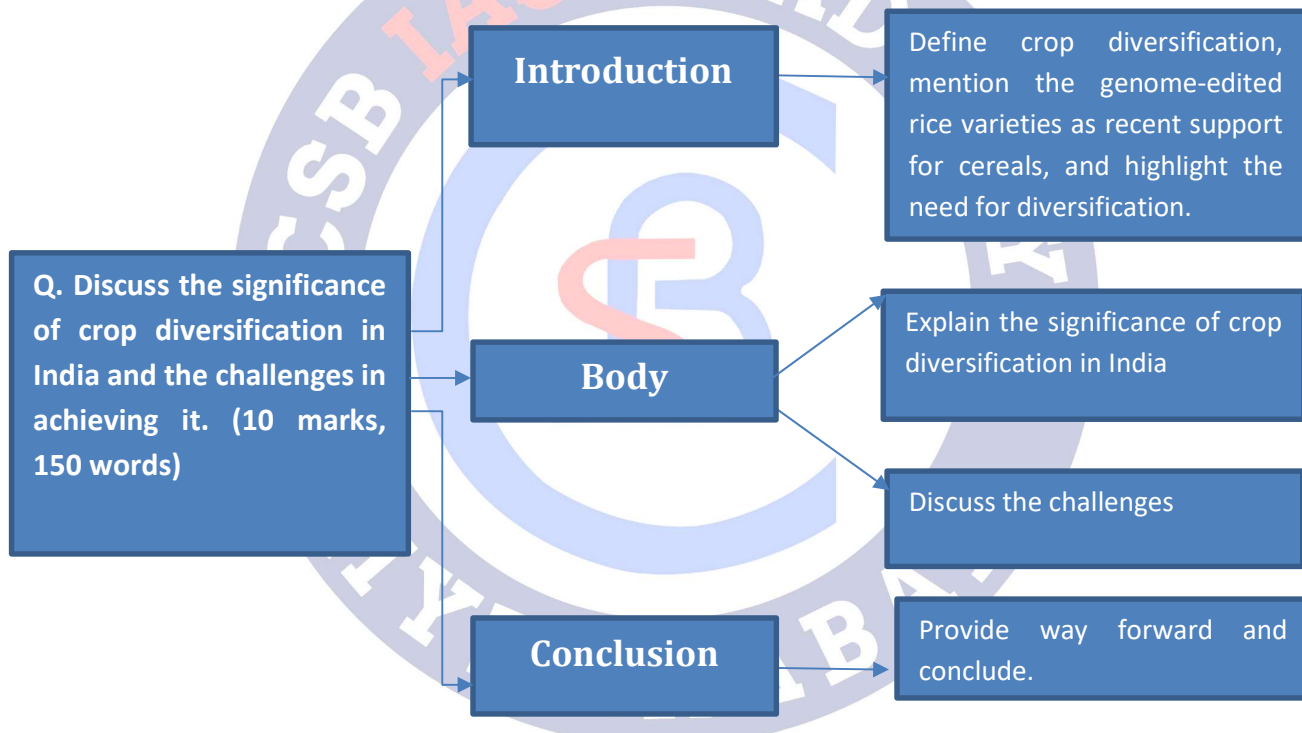 Introduction
Define crop diversification,
mention the genome-edited
rice varieties as recent support
for cereals, and highlight the
need for diversification.
Q. Discuss the significance
of crop diversification in
India and the challenges in
achieving it. (10 marks,
150 words)
Body
Explain the significance of crop
diversification in India
Discuss the challenges
Conclusion
Provide way forward and
conclude.
CSB IAS